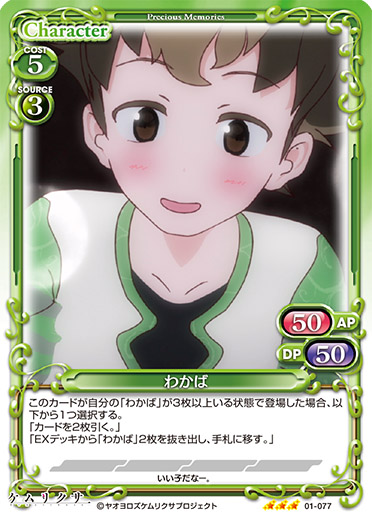 Precious Memories
Character
COST
5
SOURCE
3
50 AP
DP 50
わかば
このカードが自分の「わかば」が3枚以上いる状態で登場した場合、以
下から1つ選択する。
「カードを2枚引く。」
「EXデッキから「わかば」2枚を抜き出し、手札に移す。」
いい子だなー。
ケムリクサ
©ヤオヨロズケムリクサプロジェクト
★★★ 01-077